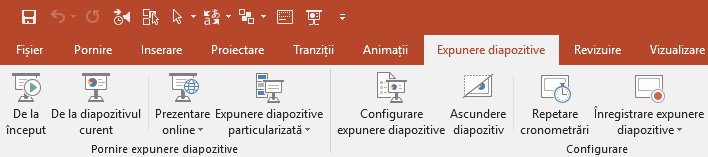 Fișier Pornire Inserare Proiectare Tranziții Animații Expunere diapozitive Revizuire Vizualizare
De la început
De la diapozitivul curent
Prezentare online
Expunere diapozitive particularizată
Configurare expunere diapozitive
Ascundere diapozitiv
Repetare cronometrări
Înregistrare expunere diapozitive
Pornire expunere diapozitive
Configurare